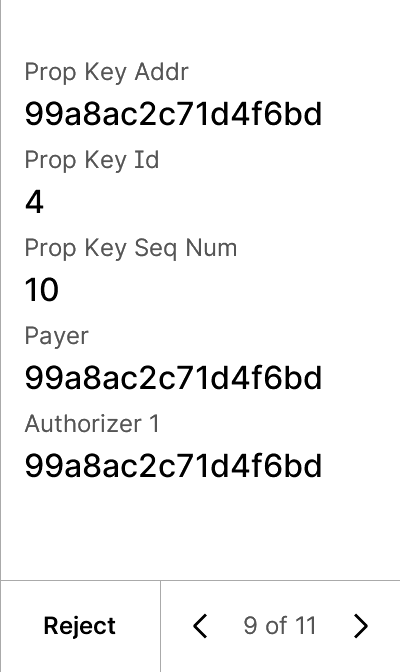 Prop Key Addr
99a8ac2c71d4f6bd
Prop Key Id
4
Prop Key Seq Num
10
Payer
99a8ac2c71d4f6bd
Authorizer 1
99a8ac2c71d4f6bd
Reject
9 of 11